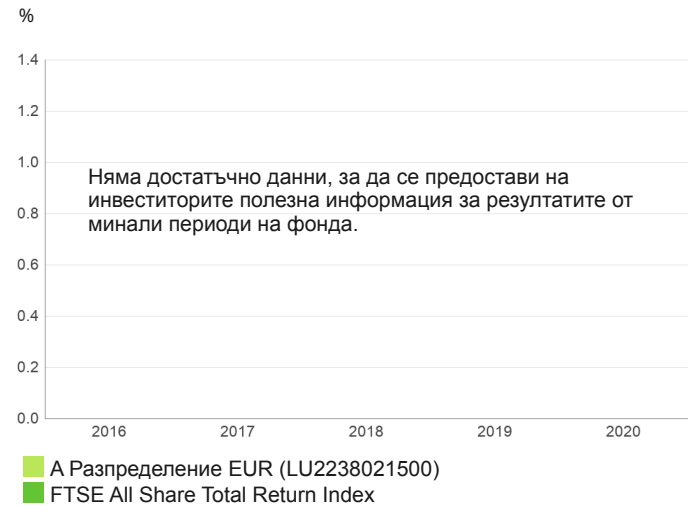 %
1.4
1.2
1.0
Няма достатъчно данни, за да се предостави на
инвеститорите полезна информация за резултатите от
минали периоди на фонда.
0.8
0.6
0.4
0.2
0.0
2016 2017 2018 2019 2020
А Разпределение EUR (LU2238021500)
FTSE All Share Total Return Index